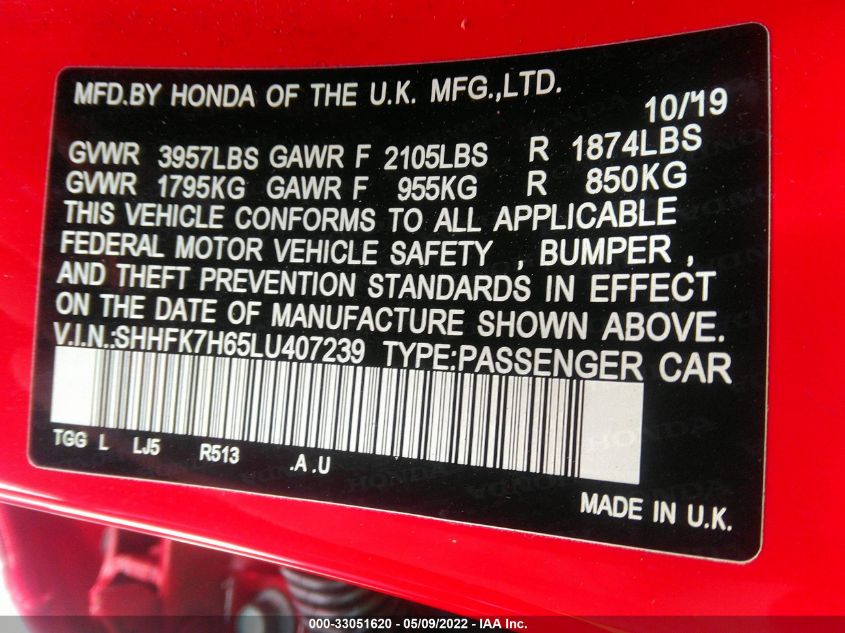 MFD.BY HONDA OF THE U.K. MFG.,LTD.
10/19
GVWR 3957LBS GAWR F 2105LBS R 1874LBS
GVWR 1795KG GAWR F 955KG R 850KG
THIS VEHICLE CONFORMS TO ALL APPLICABLE
FEDERAL MOTOR VEHICLE SAFETY , BUMPER ,
AND THEFT PREVENTION STANDARDS IN EFFECT
ON THE DATE OF MANUFACTURE SHOWN ABOVE.
V.I.N.:SHHFK7H65LU407239 TYPE:PASSENGER CAR
TGG L LJ5 R513 .A .U
MADE IN U.K.
000-33051620 - 05/09/2022 - IAA Inc.